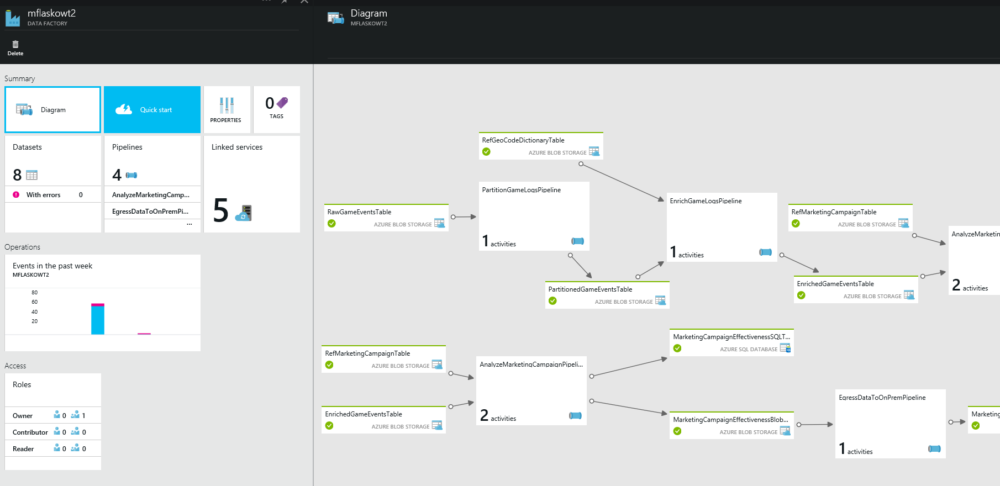 mflaskowt2
DATA FACTORY
Delete
Summary
Diagram
Quick start
PROPERTIES
0
TAGS
Datasets
8
With errors 0
Pipelines
4
AnalyzeMarketingCamp...
EgressDataToOnPremPi...
...
Linked services
5
Operations
Events in the past week
MFLASKOWT2
80
60
40
20
Access
Roles
Owner 0 1
Contributor 0 0
Reader 0 0
Diagram
MFLASKOWT2
RefGeoCodeDictionaryTable
AZURE BLOB STORAGE
RawGameEventsTable
AZURE BLOB STORAGE
PartitionGameLogsPipeline
1 activities
EnrichGameLogsPipeline
1 activities
RefMarketingCampaignTable
AZURE BLOB STORAGE
AnalyzeMarketin
2 activities
PartitionedGameEventsTable
AZURE BLOB STORAGE
EnrichedGameEventsTable
AZURE BLOB STORAGE
RefMarketingCampaignTable
AZURE BLOB STORAGE
EnrichedGameEventsTable
AZURE BLOB STORAGE
AnalyzeMarketingCampaignPipeli...
2 activities
MarketingCampaignEffectivenessSQLT...
AZURE SQL DATABASE
MarketingCampaignEffectivenessBlob...
AZURE BLOB STORAGE
EgressDataToOnPremPipeline
1 activities
Marketing